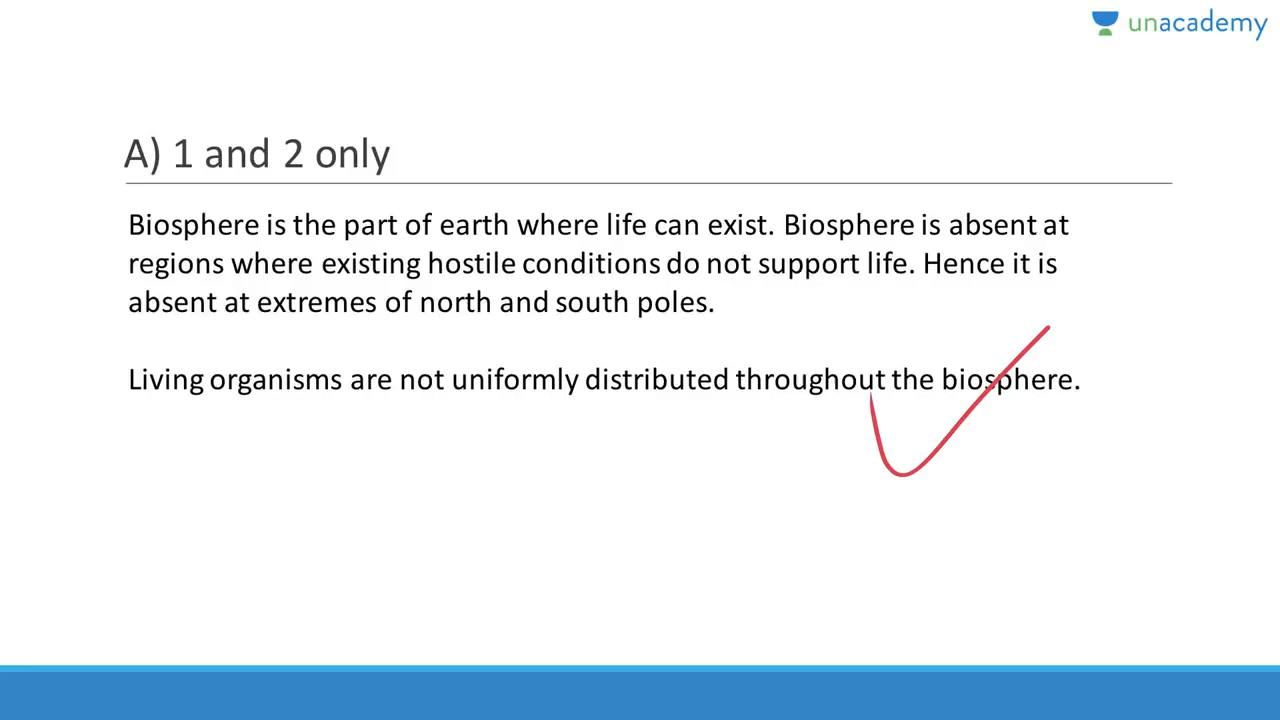 unacademy
A) 1 and 2 only
Biosphere is the part of earth where life can exist. Biosphere is absent at
regions where existing hostile conditions do not support life. Hence it is
absent at extremes of north and south poles.
Living organisms are not uniformly distributed throughout the biosphere.